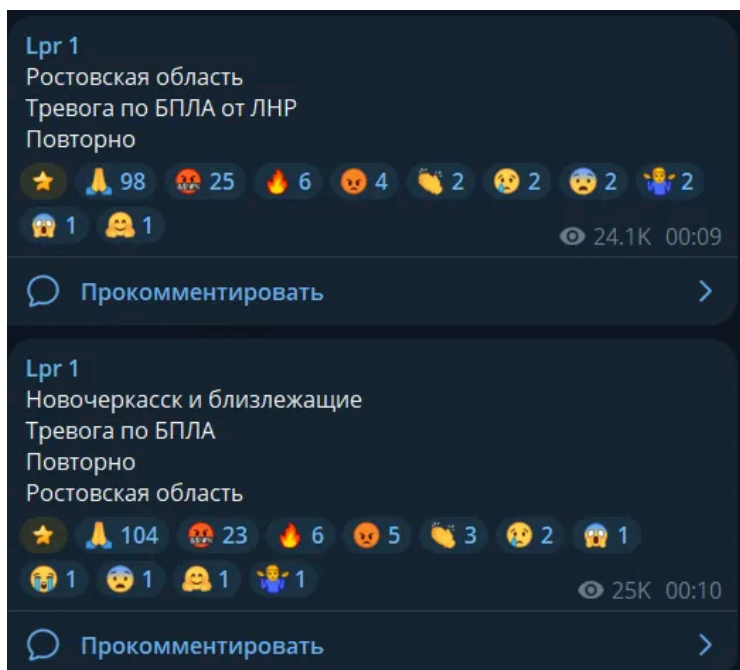 Lpr 1
Ростовская область
Тревога по БПЛА от ЛНР
Повторно
98 25 6 4 2 2 2 2
1 1 24.1K 00:09
Прокомментировать
Lpr 1
Новочеркасск и близлежащие
Тревога по БПЛА
Повторно
Ростовская область
104 23 6 5 3 2 1
1 1 1 1 25K 00:10
Прокомментировать